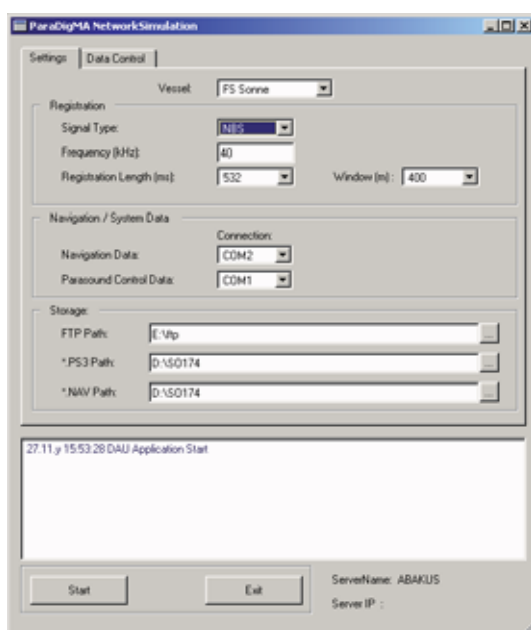 ParaDigMA NetworkSimulation
Settings Data Control
Vessel: FS Sonne
Registration
Signal Type: NBS
Frequency (kHz): 40
Registration Length (ms): 532 Window (m) : 400
Navigation / System Data
Connection:
Navigation Data: COM2
Parasound Control Data: COM1
Storage:
FTP Path: E:\ftp ...
*.PS3 Path: D:\SO174 ...
*.NAV Path: D:\SO174 ...
27.11.y 15:53:28 DAU Application Start
Start Exit ServerName: ABAKUS
Server IP :